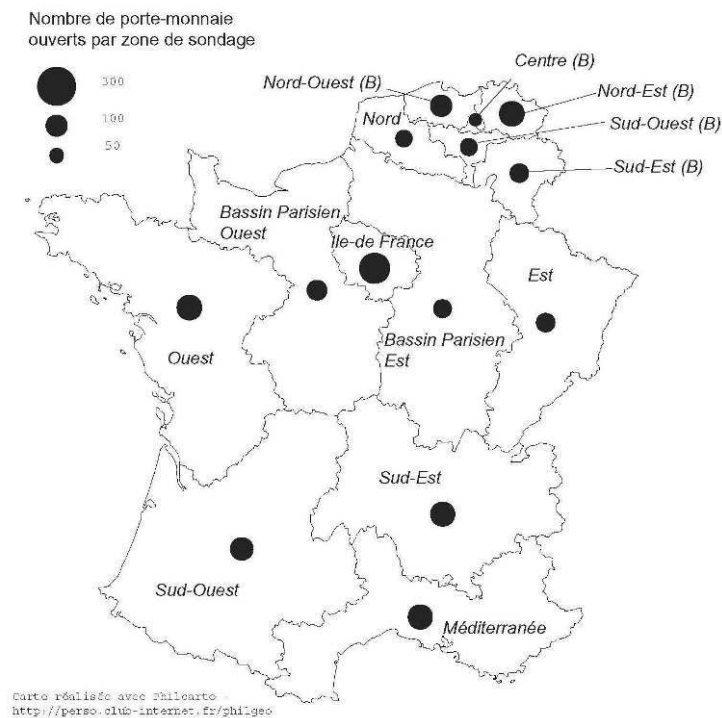 Nombre de porte-monnaie
ouverts par zone de sondage
300
100
50
Centre (B)
Nord-Ouest (B)
Nord-Est (B)
Nord
Sud-Ouest (B)
Sud-Est (B)
Bassin Parisien
Ouest
Ile-de France
Est
Ouest
Bassin Parisien
Est
Sud-Est
Sud-Ouest
Méditerranée
Carte réalisée avec Philcarto -
http://perso.club-internet.fr/philgeo